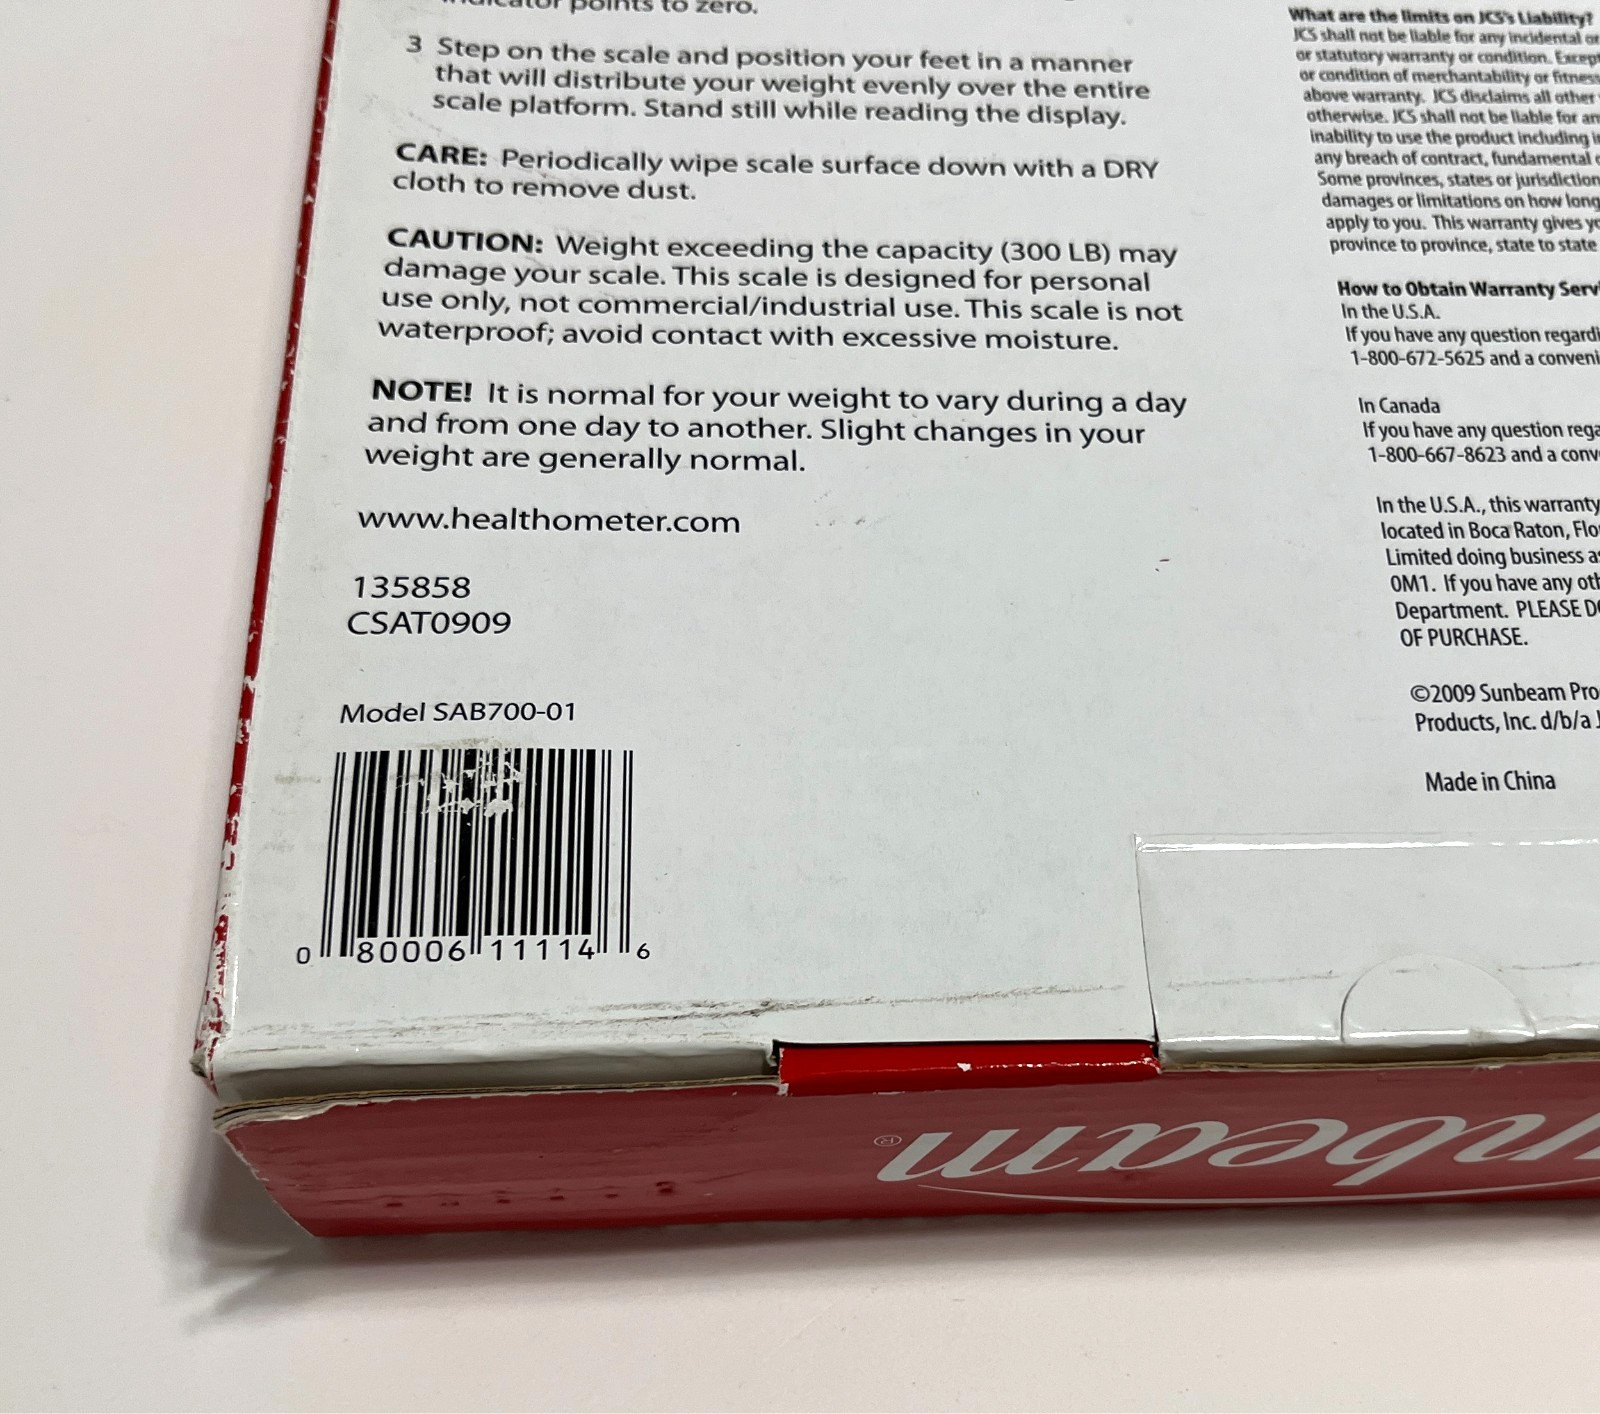 points to zero.
3 Step on the scale and position your feet in a manner
that will distribute your weight evenly over the entire
scale platform. Stand still while reading the display.
CARE: Periodically wipe scale surface down with a DRY
cloth to remove dust.
CAUTION: Weight exceeding the capacity (300 LB) may
damage your scale. This scale is designed for personal
use only, not commercial/industrial use. This scale is not
waterproof; avoid contact with excessive moisture.
NOTE! It is normal for your weight to vary during a day
and from one day to another. Slight changes in your
weight are generally normal.
www.healthometer.com
135858
CSAT0909
Model SAB700-01
0 80006 11114 6
What are the limits on JCS's Liability?
JCS shall not be liable for any incidental or
or statutory warranty or condition. Except
or condition of merchantability or fitness
above warranty. JCS disclaims all other
otherwise. JCS shall not be liable for
inability to use the product including
any breach of contract, fundamental
Some provinces, states or jurisdiction
damages or limitations on how long
apply to you. This warranty gives
province to province, state to state
How to Obtain Warranty
In the U.S.A.
If you have any question
1-800-672-5625 and a
In Canada
If you have any question
1-800-667-8623 and a
In the U.S.A., this warranty
located in Boca Raton,
Limited doing business
0M1. If you have any
Department. PLEASE
OF PURCHASE.
©2009 Sunbeam
Products, Inc. d/b/a
Made in China
nbeam®